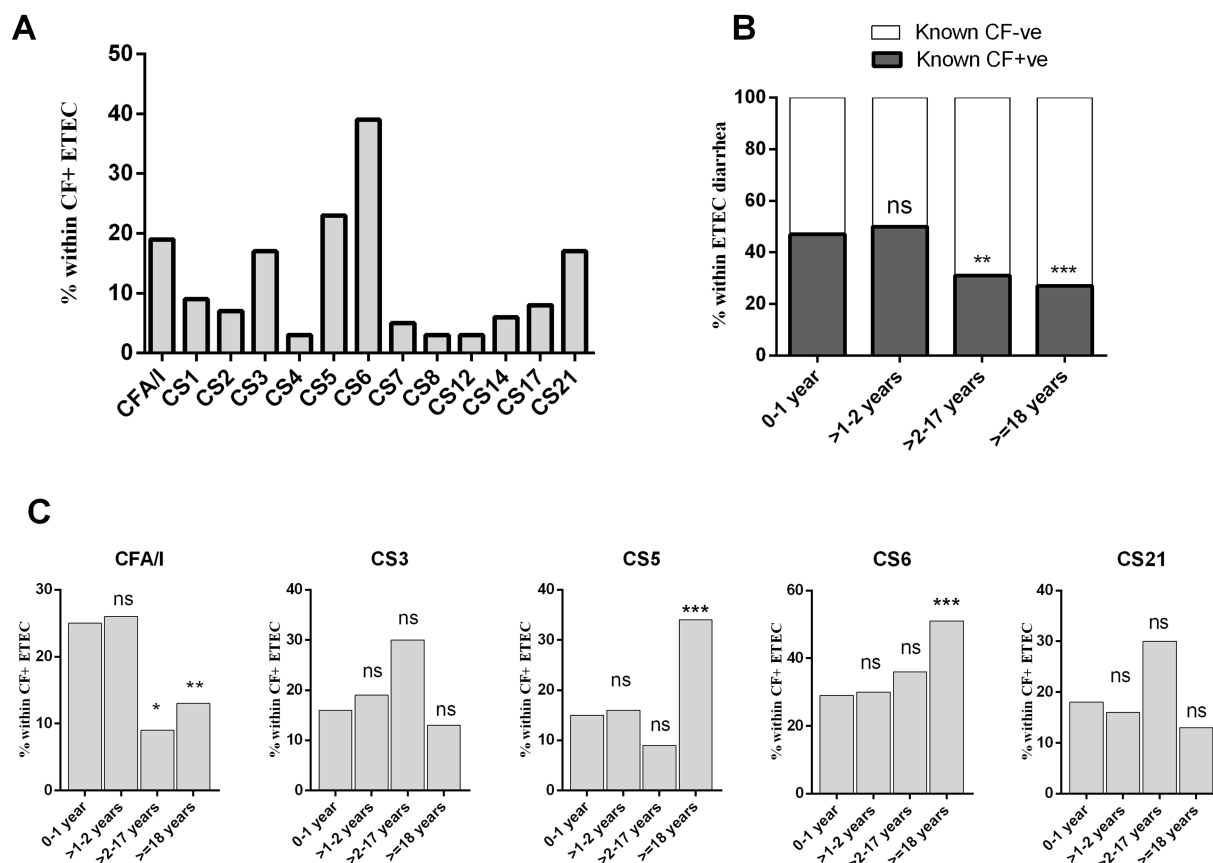 A
% within CF+ ETEC
50
40
30
20
10
0
CFA/I
CS1
CS2
CS3
CS4
CS5
CS6
CS7
CS8
CS12
CS14
CS17
CS21
B
Known CF-ve
Known CF+ve
% within ETEC diarrhea
100
80
60
40
20
0
ns
**
***
0-1 year
>1-2 years
>2-17 years
>=18 years
C
CFA/I
% within CF+ ETEC
30
20
10
0
ns
*
**
0-1 year
>1-2 years
>2-17 years
>=18 years
CS3
% within CF+ ETEC
40
30
20
10
0
ns
ns
ns
0-1 year
>1-2 years
>2-17 years
>=18 years
CS5
% within CF+ ETEC
40
30
20
10
0
ns
ns
***
0-1 year
>1-2 years
>2-17 years
>=18 years
CS6
% within CF+ ETEC
60
40
20
0
ns
ns
***
0-1 year
>1-2 years
>2-17 years
>=18 years
CS21
% within CF+ ETEC
40
30
20
10
0
ns
ns
ns
0-1 year
>1-2 years
>2-17 years
>=18 years